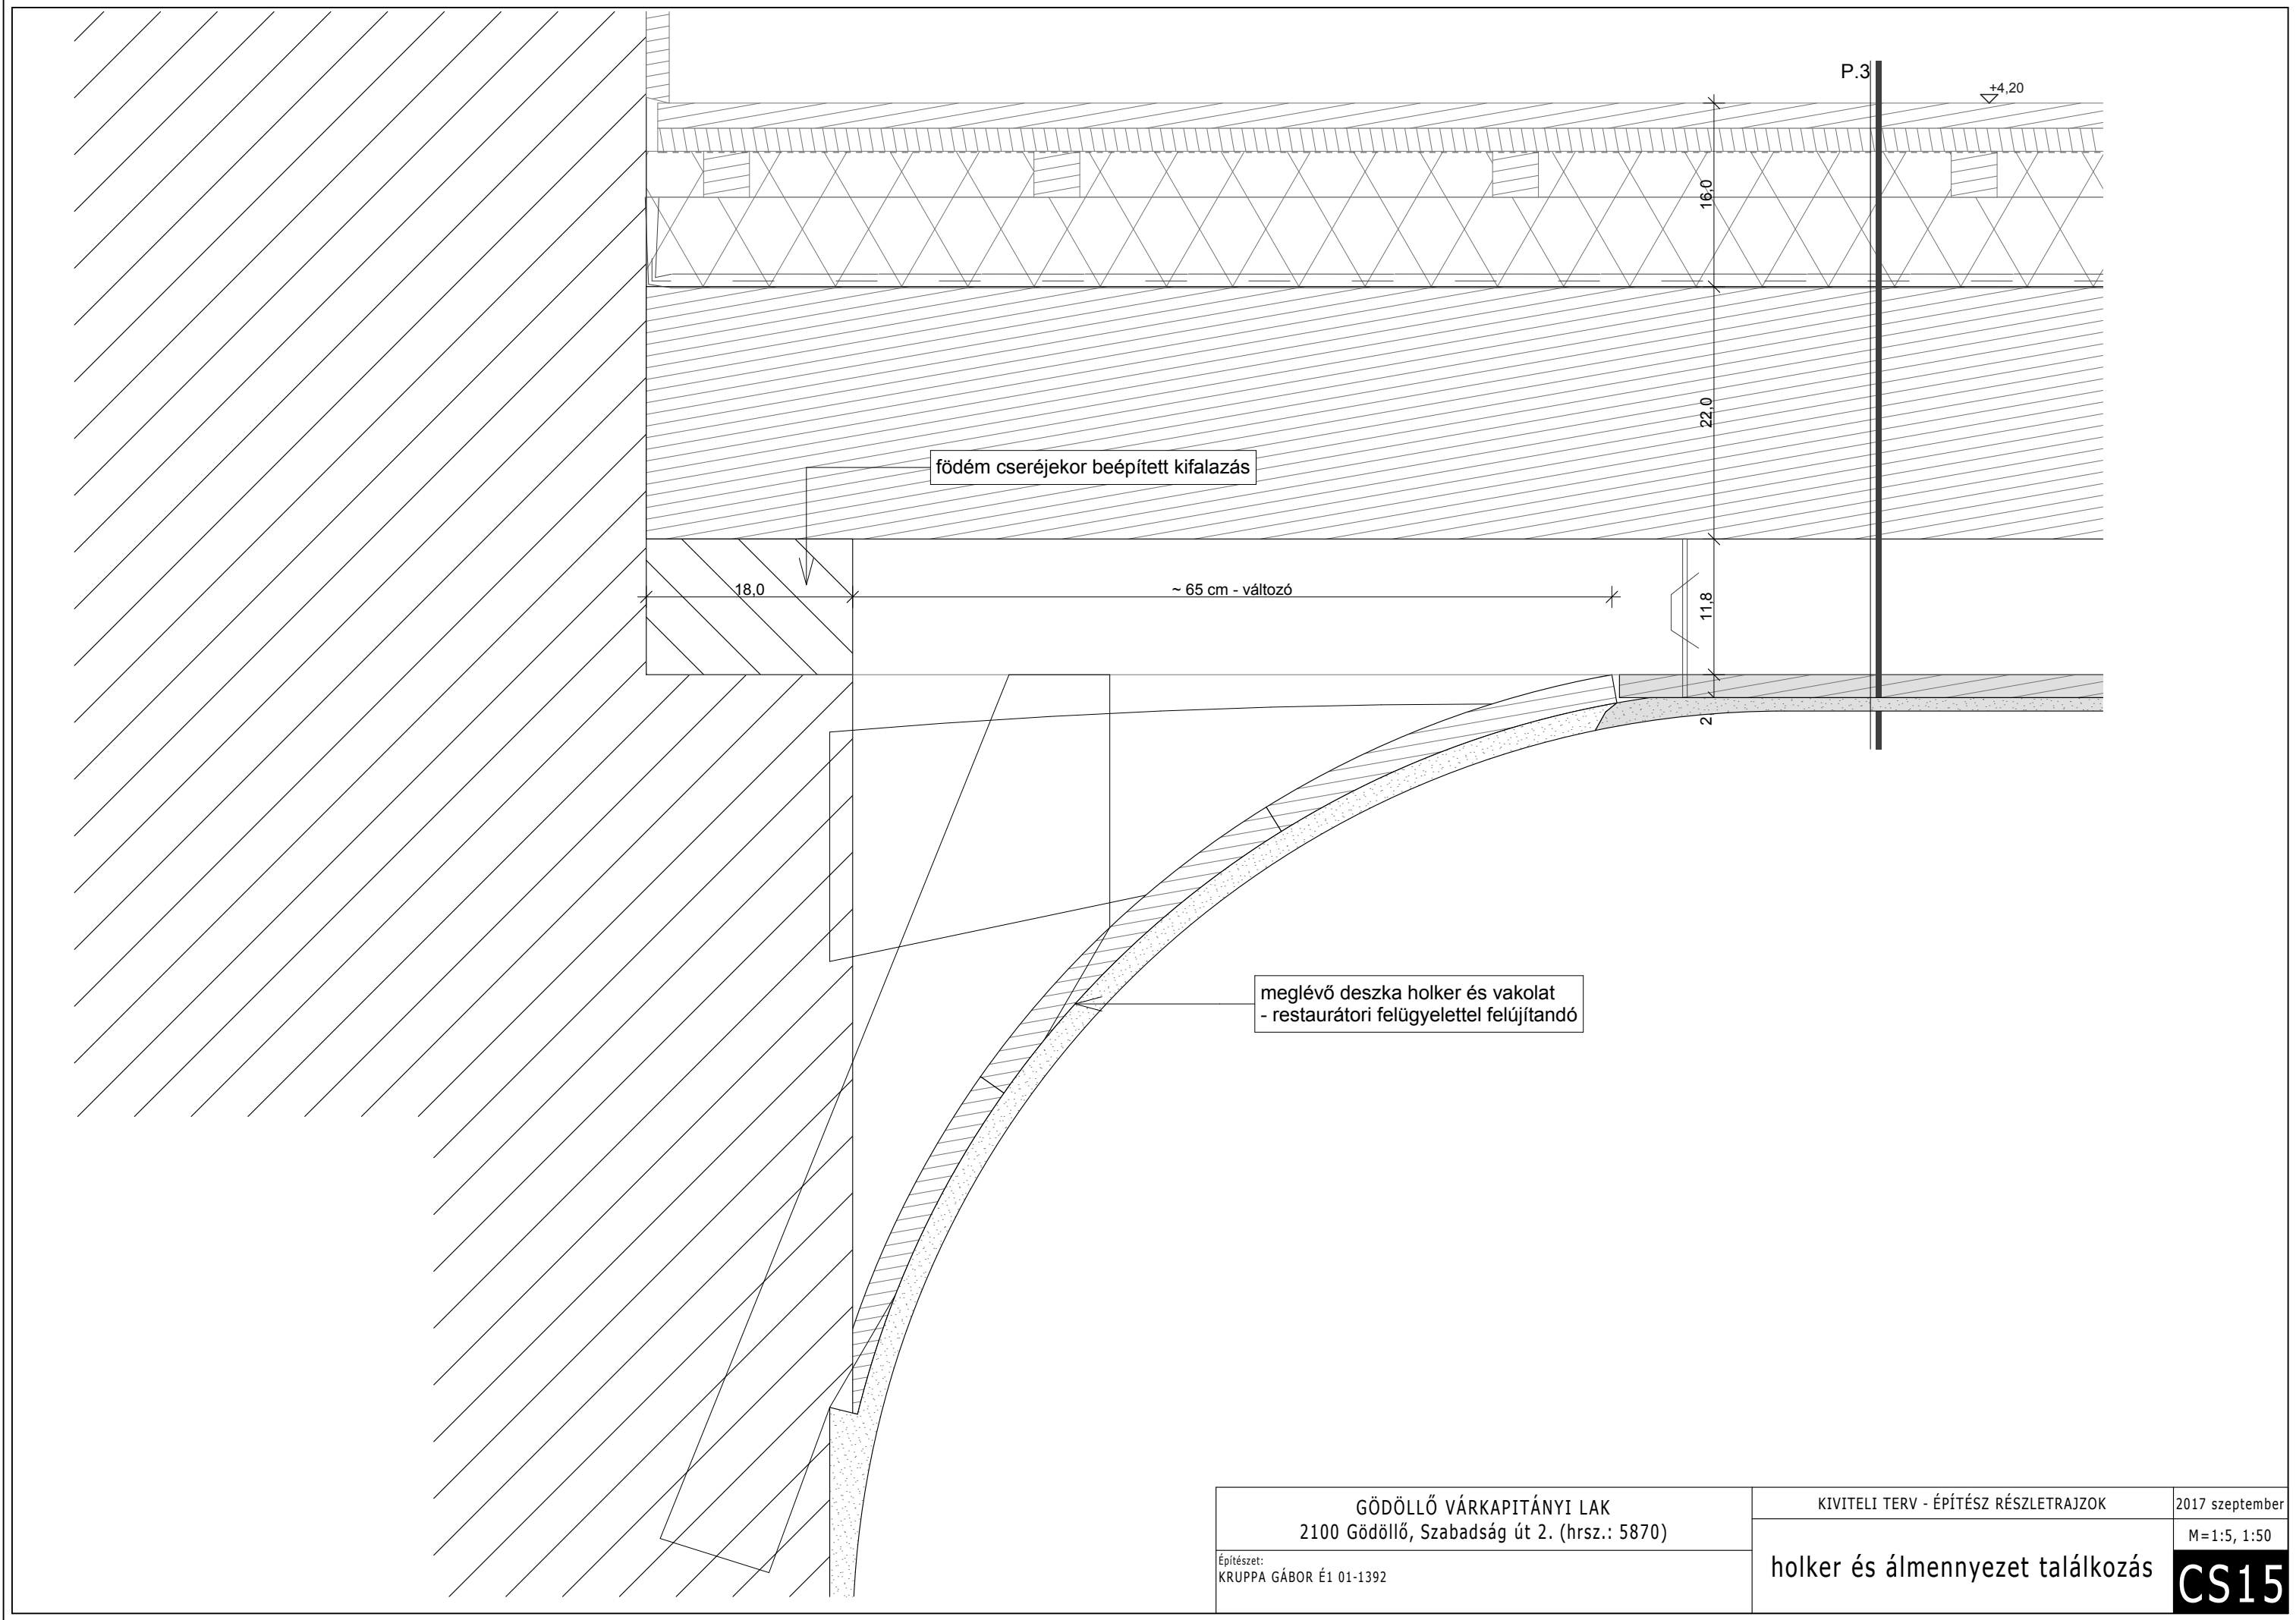 P.3
+4,20
16,0
22,0
födém cseréjekor beépített kifalazás
18,0
~ 65 cm - változó
11,8
2
meglévő deszka holker és vakolat
- restaurátori felügyelettel felújítandó
GÖDÖLLŐ VÁRKAPITÁNYI LAK
2100 Gödöllő, Szabadság út 2. (hrsz.: 5870)
Építészet:
KRUPPA GÁBOR É1 01-1392
KIVITELI TERV - ÉPÍTÉSZ RÉSZLETRAJZOK
holker és álmennyezet találkozás
2017 szeptember
M=1:5, 1:50
CS15